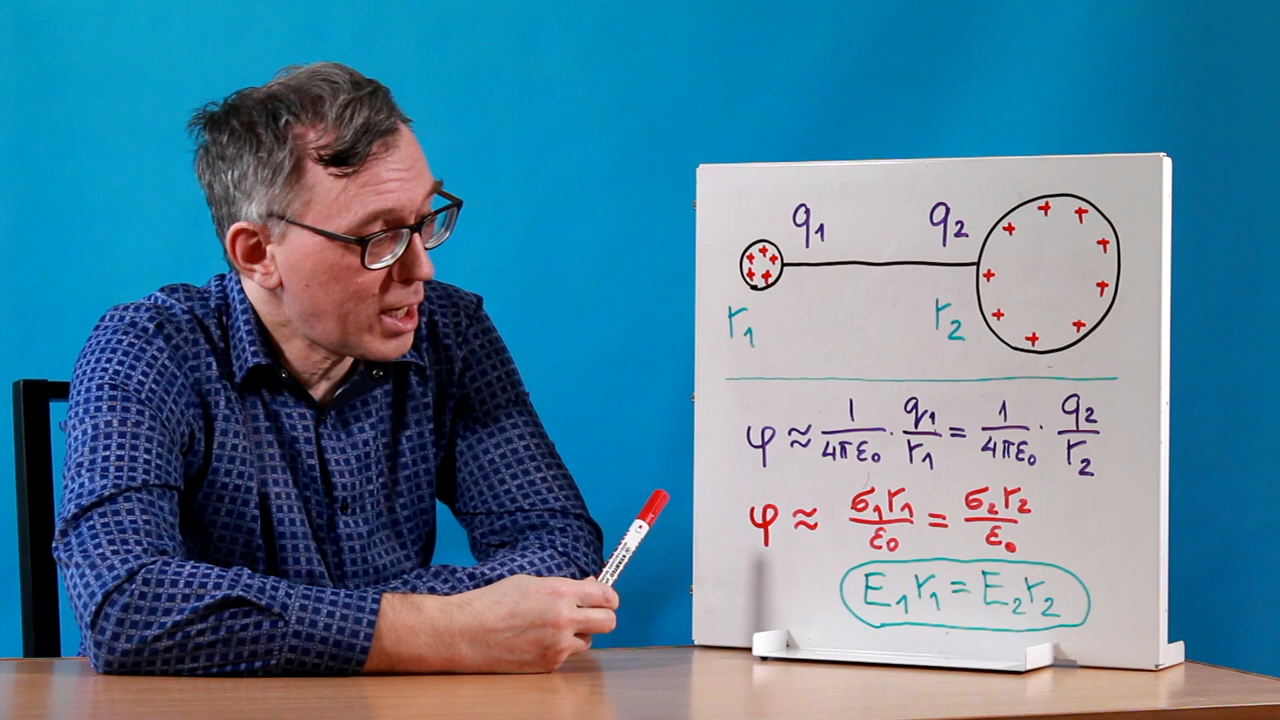 q₁ q₂
r₁ r₂
φ ≈ 1/4πε₀ · q₁/r₁ = 1/4πε₀ · q₂/r₂
φ ≈ σ₁r₁/ε₀ = σ₂r₂/ε₀
E₁r₁ = E₂r₂